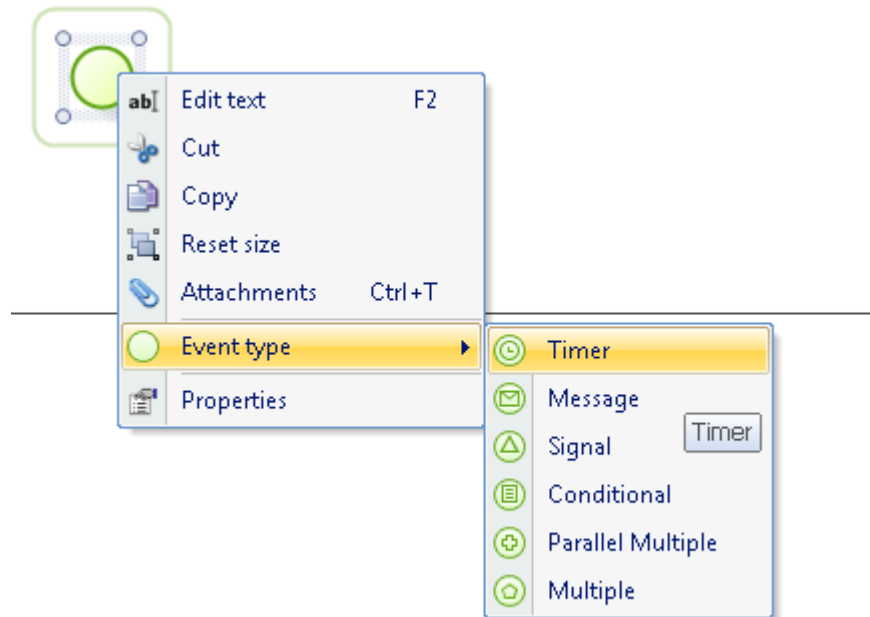 ab Edit text F2
Cut
Copy
Reset size
Attachments Ctrl+T
Event type
Properties
Timer
Message
Signal
Timer
Conditional
Parallel Multiple
Multiple